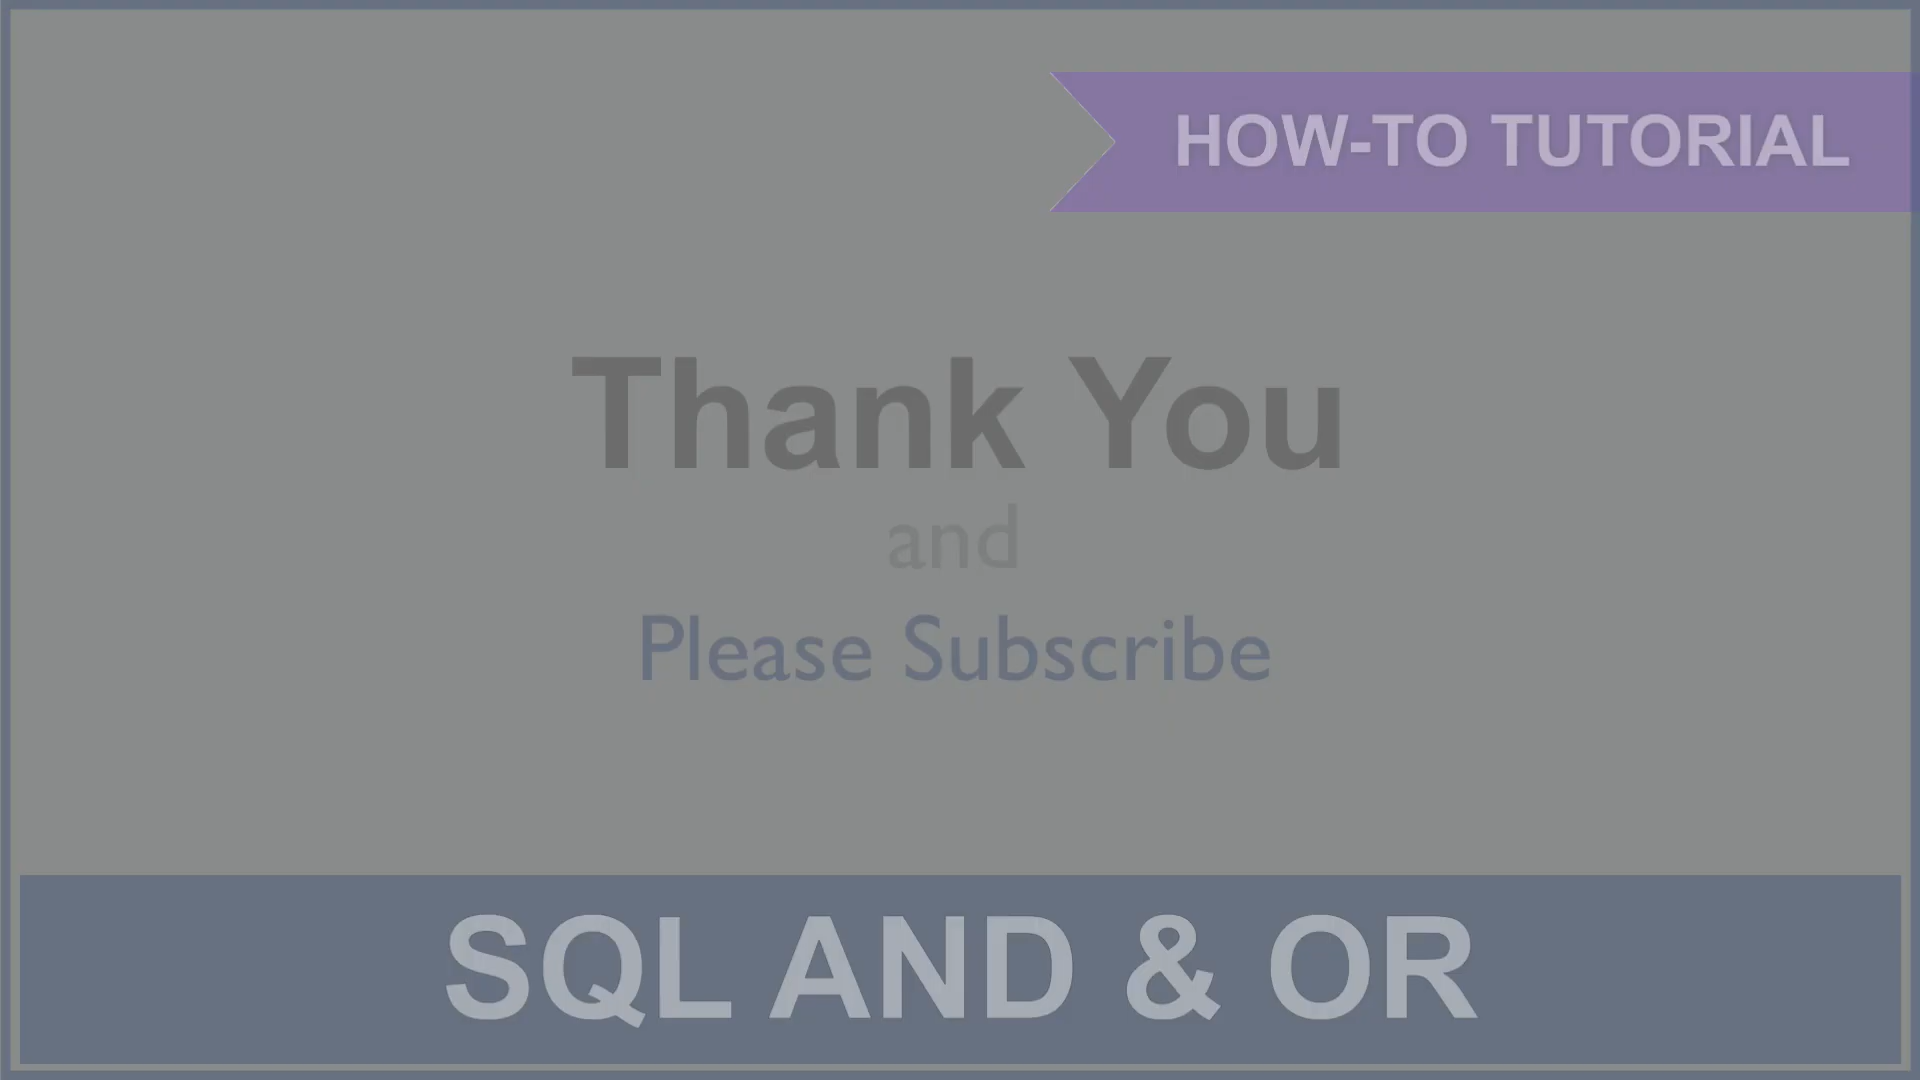 HOW-TO TUTORIAL
Thank You
and
Please Subscribe
SQL AND & OR